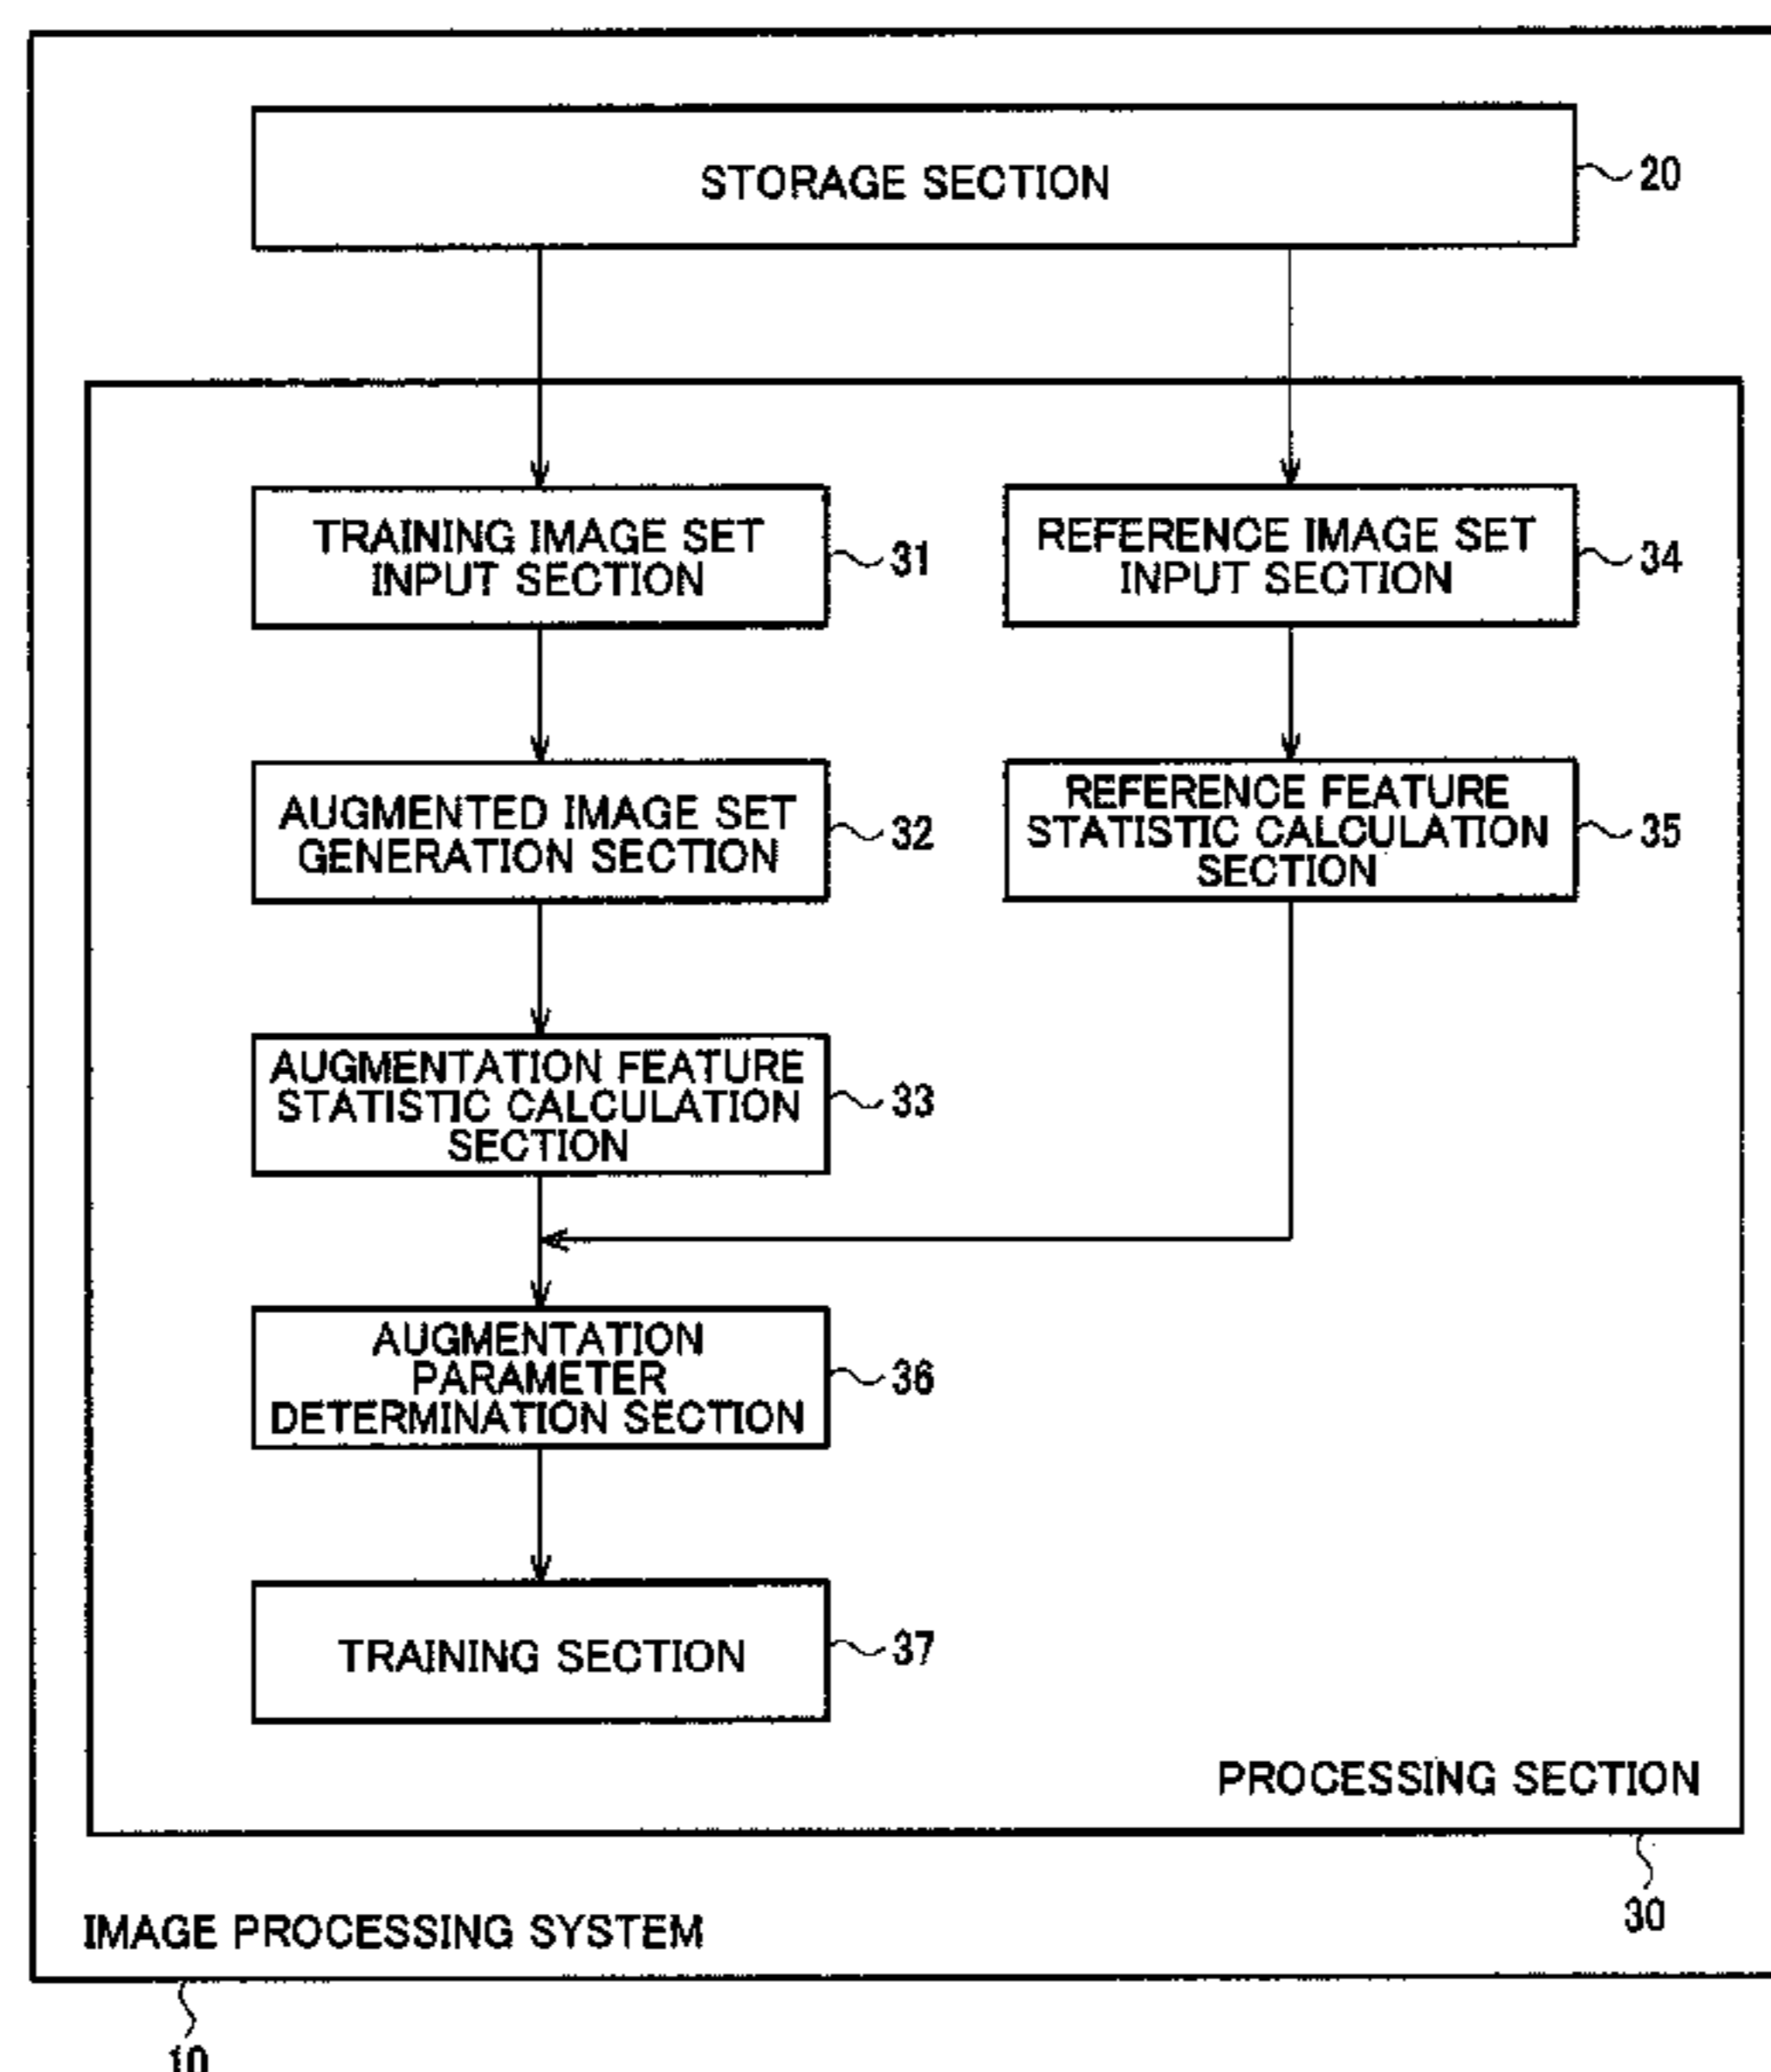 STORAGE SECTION
20
TRAINING IMAGE SET
INPUT SECTION
31
REFERENCE IMAGE SET
INPUT SECTION
34
AUGMENTED IMAGE SET
GENERATION SECTION
32
REFERENCE FEATURE
STATISTIC CALCULATION
SECTION
35
AUGMENTATION FEATURE
STATISTIC CALCULATION
SECTION
33
AUGMENTATION
PARAMETER
DETERMINATION SECTION
36
TRAINING SECTION
37
PROCESSING SECTION
30
IMAGE PROCESSING SYSTEM
10